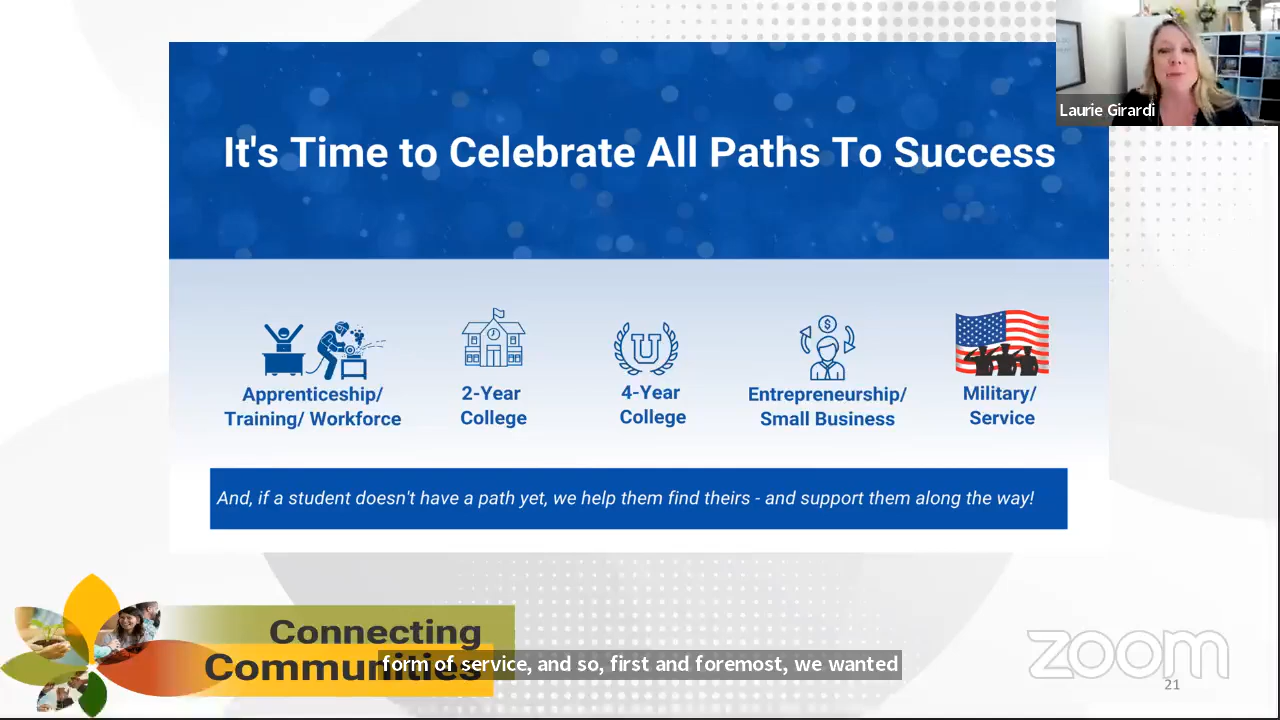 Laurie Girardi
It's Time to Celebrate All Paths To Success
$
U
Apprenticeship/
Training/ Workforce
2-Year
College
4-Year
College
Entrepreneurship/
Small Business
Military/
Service
And, if a student doesn't have a path yet, we help them find theirs - and support them along the way!
Connecting
Communities
form of service, and so, first and foremost, we wanted
zoom
21